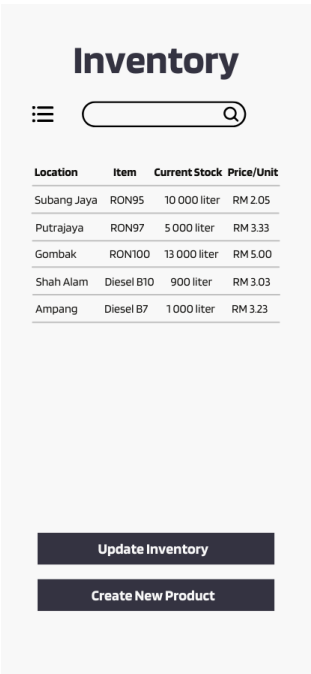 Inventory
Location Item Current Stock Price/Unit
Subang Jaya RON95 10 000 liter RM 2.05
Putrajaya RON97 5 000 liter RM 3.33
Gombak RON100 13 000 liter RM 5.00
Shah Alam Diesel B10 900 liter RM 3.03
Ampang Diesel B7 1 000 liter RM 3.23
Update Inventory
Create New Product